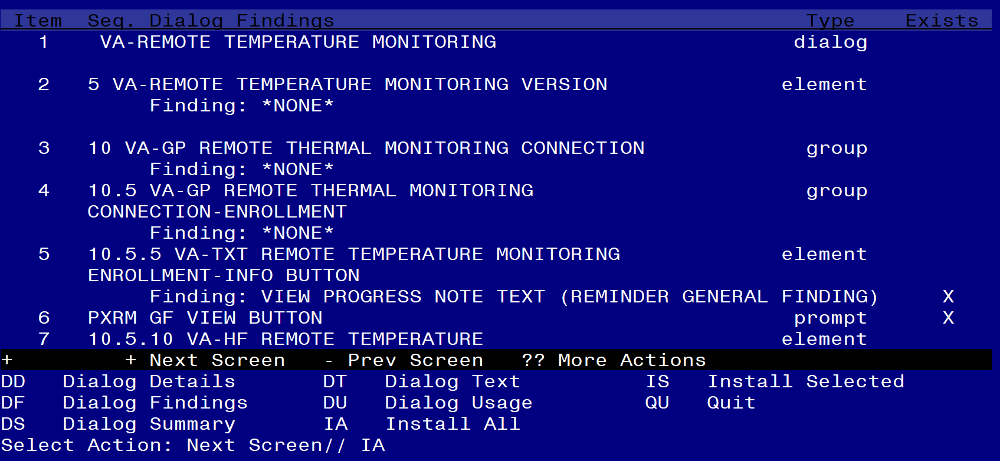 Item Seq. Dialog Findings Type Exists
1 VA-REMOTE TEMPERATURE MONITORING dialog
2 5 VA-REMOTE TEMPERATURE MONITORING VERSION element
Finding: *NONE*
3 10 VA-GP REMOTE THERMAL MONITORING CONNECTION group
Finding: *NONE*
4 10.5 VA-GP REMOTE THERMAL MONITORING group
CONNECTION-ENROLLMENT
Finding: *NONE*
5 10.5.5 VA-TXT REMOTE TEMPERATURE MONITORING element
ENROLLMENT-INFO BUTTON
Finding: VIEW PROGRESS NOTE TEXT (REMINDER GENERAL FINDING) X
6 PXRM GF VIEW BUTTON prompt X
7 10.5.10 VA-HF REMOTE TEMPERATURE element
+ + Next Screen - Prev Screen ?? More Actions
DD Dialog Details DT Dialog Text IS Install Selected
DF Dialog Findings DU Dialog Usage QU Quit
DS Dialog Summary IA Install All
Select Action: Next Screen// IA